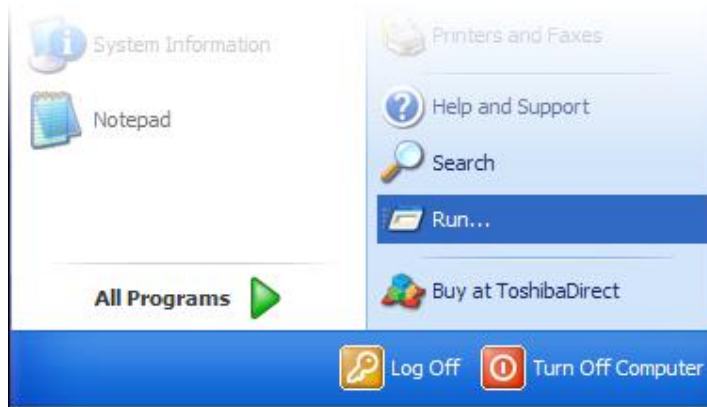 System Information
Notepad
All Programs
Printers and Faxes
Help and Support
Search
Run...
Buy at ToshibaDirect
Log Off
Turn Off Computer